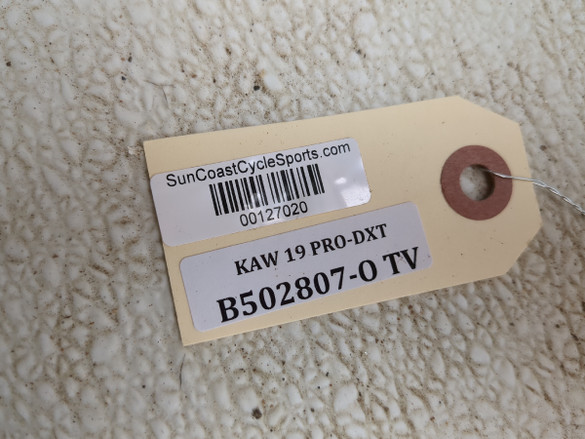 SunCoastCycleSports.com
00127020
KAW 19 PRO-DXT
B502807-O TV